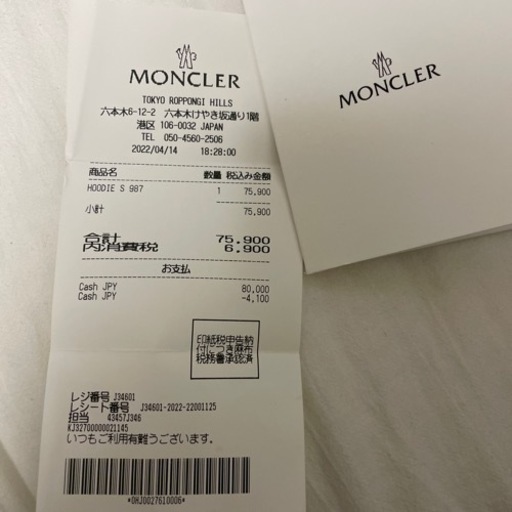 MONCLER
TOKYO ROPPONGI HILLS
六本木6-12-2 六本木けやき坂通り1階
港区 106-0032 JAPAN
TEL 050-4560-2506
2022/04/14 18:28:00
商品名 数量 税込み金額
HOODIE S 987 1 75,900
小計 75,900
合計 75,900
内消費税 6,900
お支払
Cash JPY 80,000
Cash JPY -4,100
印紙税申告納
付につき麻布
税務署承認済
レジ番号 J34601
レシート番号 J34601-2022-22001125
担当 43457J346
KJ32700000021145
いつもご利用有難うございます。
*0HJ0027610006*
MONCLER